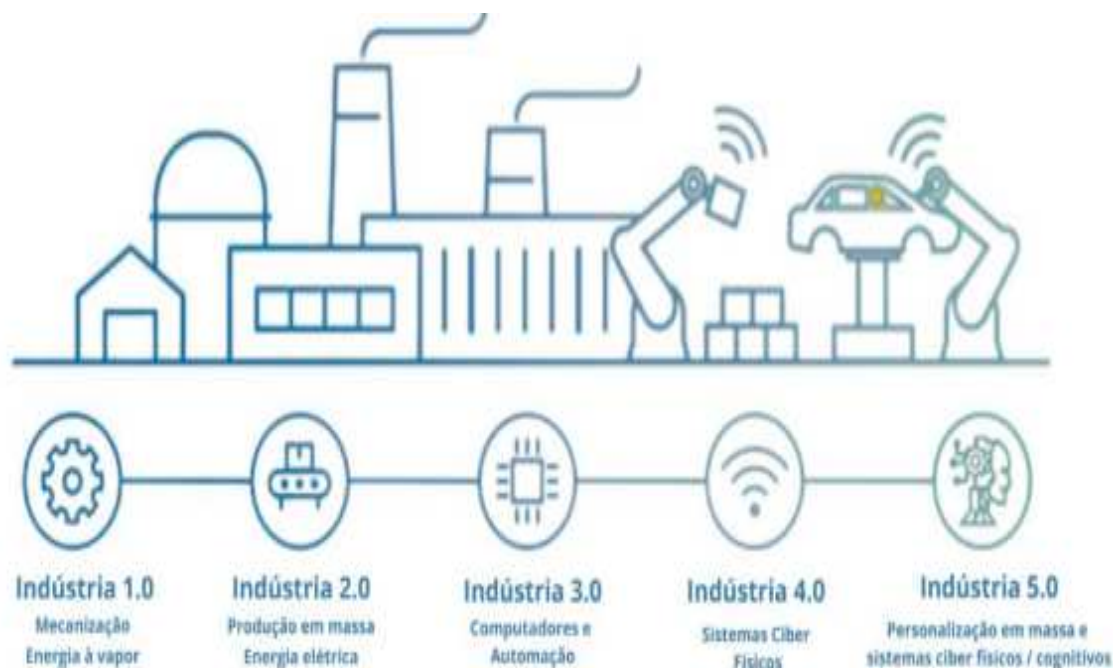 Indústria 1.0
Mecanização
Energia à vapor
Indústria 2.0
Produção em massa
Energia elétrica
Indústria 3.0
Computadores e
Automação
Indústria 4.0
Sistemas Ciber
Físicos
Indústria 5.0
Personalização em massa e
sistemas ciber físicos / cognitivos